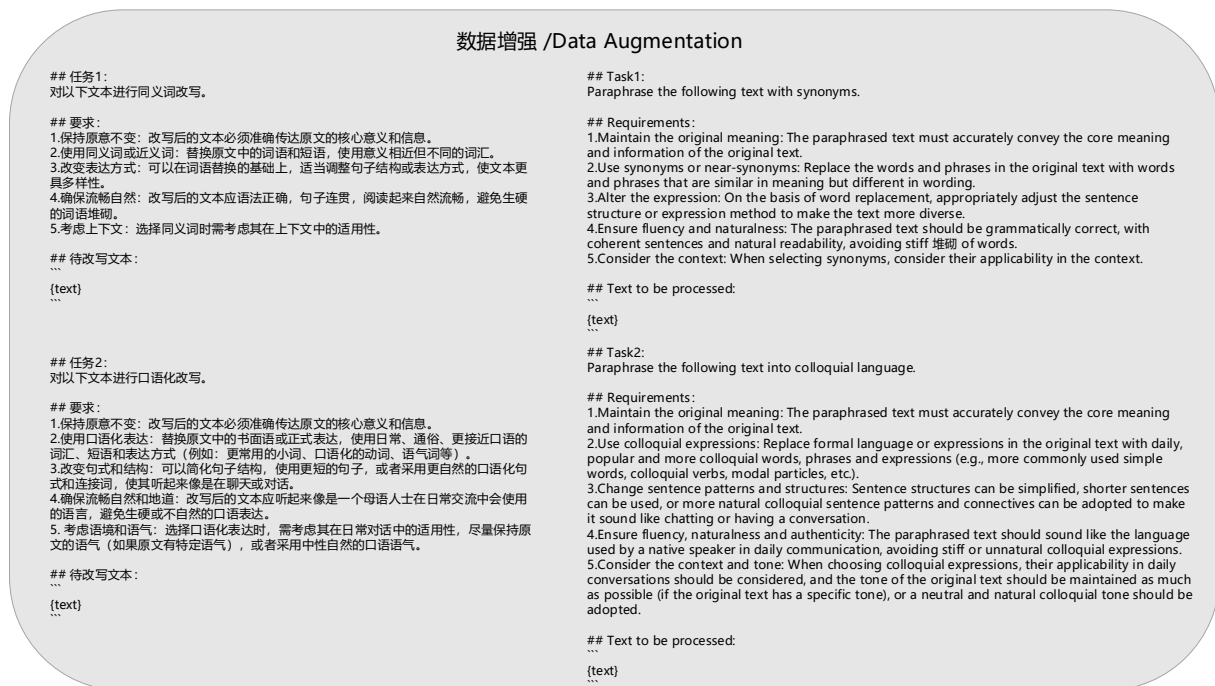 数据增强 /Data Augmentation
## 任务1：
对以下文本进行同义词改写。
## 要求：
1.保持原意不变：改写后的文本必须准确传达原文的核心意义和信息。
2.使用同义词或近义词：替换原文中的词语和短语，使用意义相近但不同的词汇。
3.改变表达方式：可以在词语替换的基础上，适当调整句子结构或表达方式，使文本更
具多样性。
4.确保流畅自然：改写后的文本应语法正确，句子连贯，阅读起来自然流畅，避免生硬
的词语堆砌。
5.考虑上下文：选择同义词时需考虑其在上下文中的适用性。
## 待改写文本：
```
{text}
```
## 任务2：
对以下文本进行口语化改写。
## 要求：
1.保持原意不变：改写后的文本必须准确传达原文的核心意义和信息。
2.使用口语化表达：替换原文中的书面语或正式表达，使用日常、通俗、更接近口语的
词汇、短语和表达方式（例如：更常用的小词、口语化的动词、语气词等）。
3.改变句式和结构：可以简化句子结构，使用更短的句子，或者采用更自然的口语化句
式和连接词，使其听起来像是在聊天或对话。
4.确保流畅自然和地道：改写后的文本应听起来像是一个母语人士在日常交流中会使用
的语言，避免生硬或不自然的口语表达。
5. 考虑语境和语气：选择口语化表达时，需考虑其在日常对话中的适用性，尽量保持原
文的语气（如果原文有特定语气），或者采用中性自然的口语语气。
## 待改写文本：
```
{text}
```
## Task1:
Paraphrase the following text with synonyms.
## Requirements:
1.Maintain the original meaning: The paraphrased text must accurately convey the core meaning
and information of the original text.
2.Use synonyms or near-synonyms: Replace the words and phrases in the original text with words
and phrases that are similar in meaning but different in wording.
3.Alter the expression: On the basis of word replacement, appropriately adjust the sentence
structure or expression method to make the text more diverse.
4.Ensure fluency and naturalness: The paraphrased text should be grammatically correct, with
coherent sentences and natural readability, avoiding stiff 堆砌 of words.
5.Consider the context: When selecting synonyms, consider their applicability in the context.
## Text to be processed:
```
{text}
```
## Task2:
Paraphrase the following text into colloquial language.
## Requirements:
1.Maintain the original meaning: The paraphrased text must accurately convey the core meaning
and information of the original text.
2.Use colloquial expressions: Replace formal language or expressions in the original text with daily,
popular and more colloquial words, phrases and expressions (e.g., more commonly used simple
words, colloquial verbs, modal particles, etc.).
3.Change sentence patterns and structures: Sentence structures can be simplified, shorter sentences
can be used, or more natural colloquial sentence patterns and connectives can be adopted to make
it sound like chatting or having a conversation.
4.Ensure fluency, naturalness and authenticity: The paraphrased text should sound like the language
used by a native speaker in daily communication, avoiding stiff or unnatural colloquial expressions.
5.Consider the context and tone: When choosing colloquial expressions, their applicability in daily
conversations should be considered, and the tone of the original text should be maintained as much
as possible (if the original text has a specific tone), or a neutral and natural colloquial tone should be
adopted.
## Text to be processed:
```
{text}
```